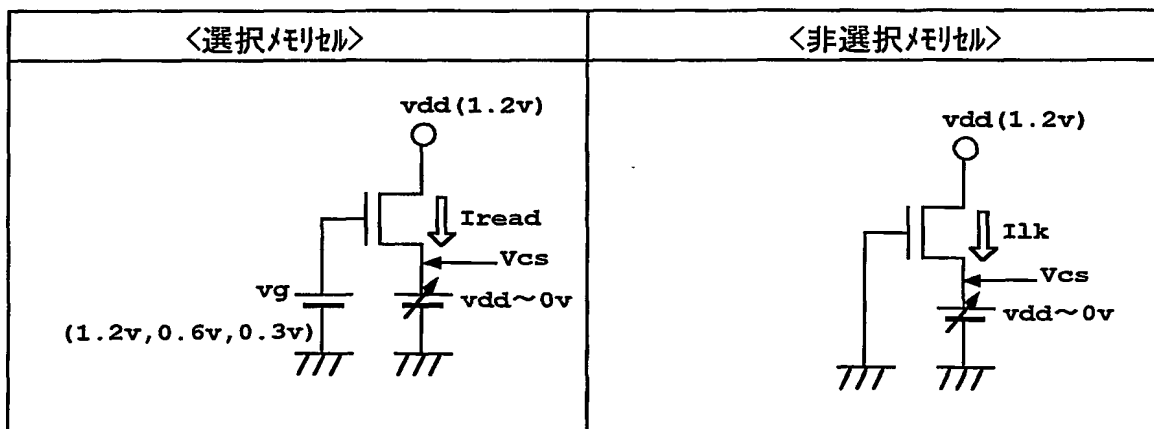 <選択メモリセル>
<非選択メモリセル>
vdd(1.2v)
Iread
Vcs
vg
vdd~0v
(1.2v,0.6v,0.3v)
vdd(1.2v)
Ilk
Vcs
vdd~0v